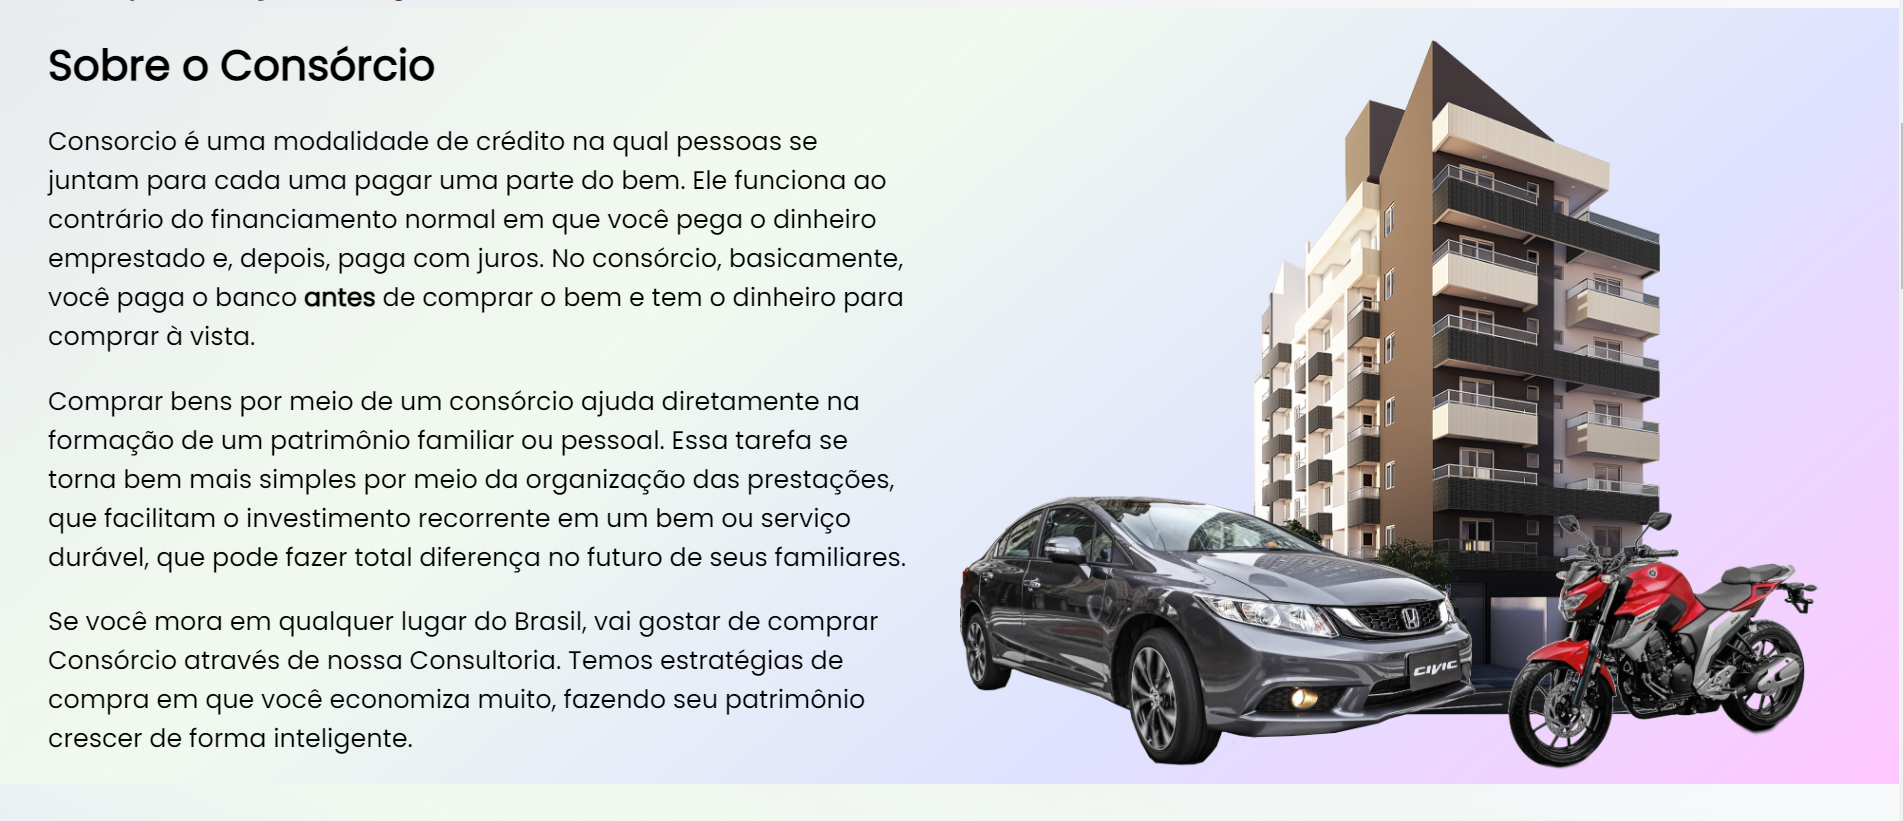 Sobre o Consórcio
Consorcio é uma modalidade de crédito na qual pessoas se
juntam para cada uma pagar uma parte do bem. Ele funciona ao
contrário do financiamento normal em que você pega o dinheiro
emprestado e, depois, paga com juros. No consórcio, basicamente,
você paga o banco antes de comprar o bem e tem o dinheiro para
comprar à vista.
Comprar bens por meio de um consórcio ajuda diretamente na
formação de um patrimônio familiar ou pessoal. Essa tarefa se
torna bem mais simples por meio da organização das prestações,
que facilitam o investimento recorrente em um bem ou serviço
durável, que pode fazer total diferença no futuro de seus familiares.
Se você mora em qualquer lugar do Brasil, vai gostar de comprar
Consórcio através de nossa Consultoria. Temos estratégias de
compra em que você economiza muito, fazendo seu patrimônio
crescer de forma inteligente.
CIVIC